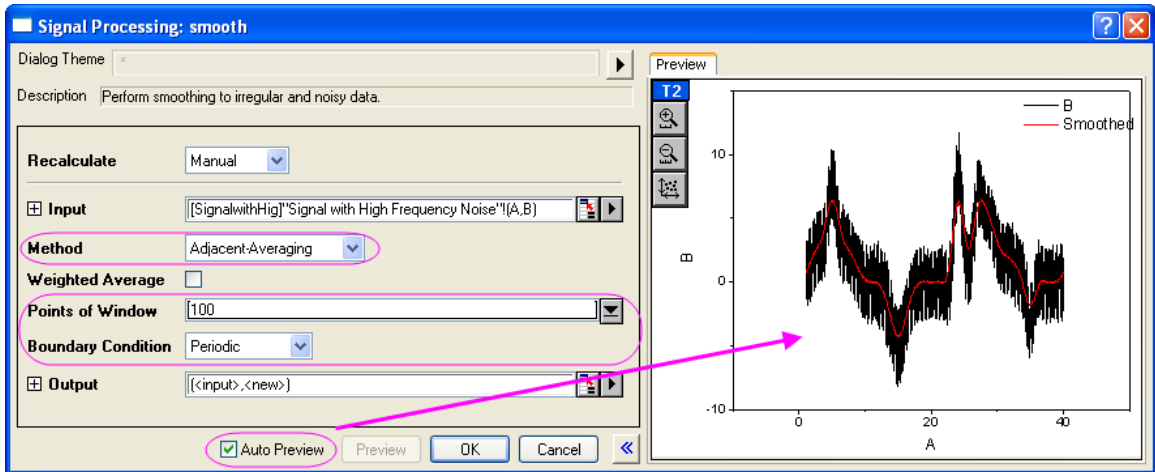 Signal Processing: smooth
Dialog Theme
*
Description Perform smoothing to irregular and noisy data.
Recalculate Manual
Input [SignalwithHig]"Signal with High Frequency Noise"!(A,B)
Method Adjacent-Averaging
Weighted Average
Points of Window 100
Boundary Condition Periodic
Output (<input>,<new>)
Auto Preview Preview OK Cancel
Preview
T2
B
Smoothed
10
0
-10
B
0 20 40
A